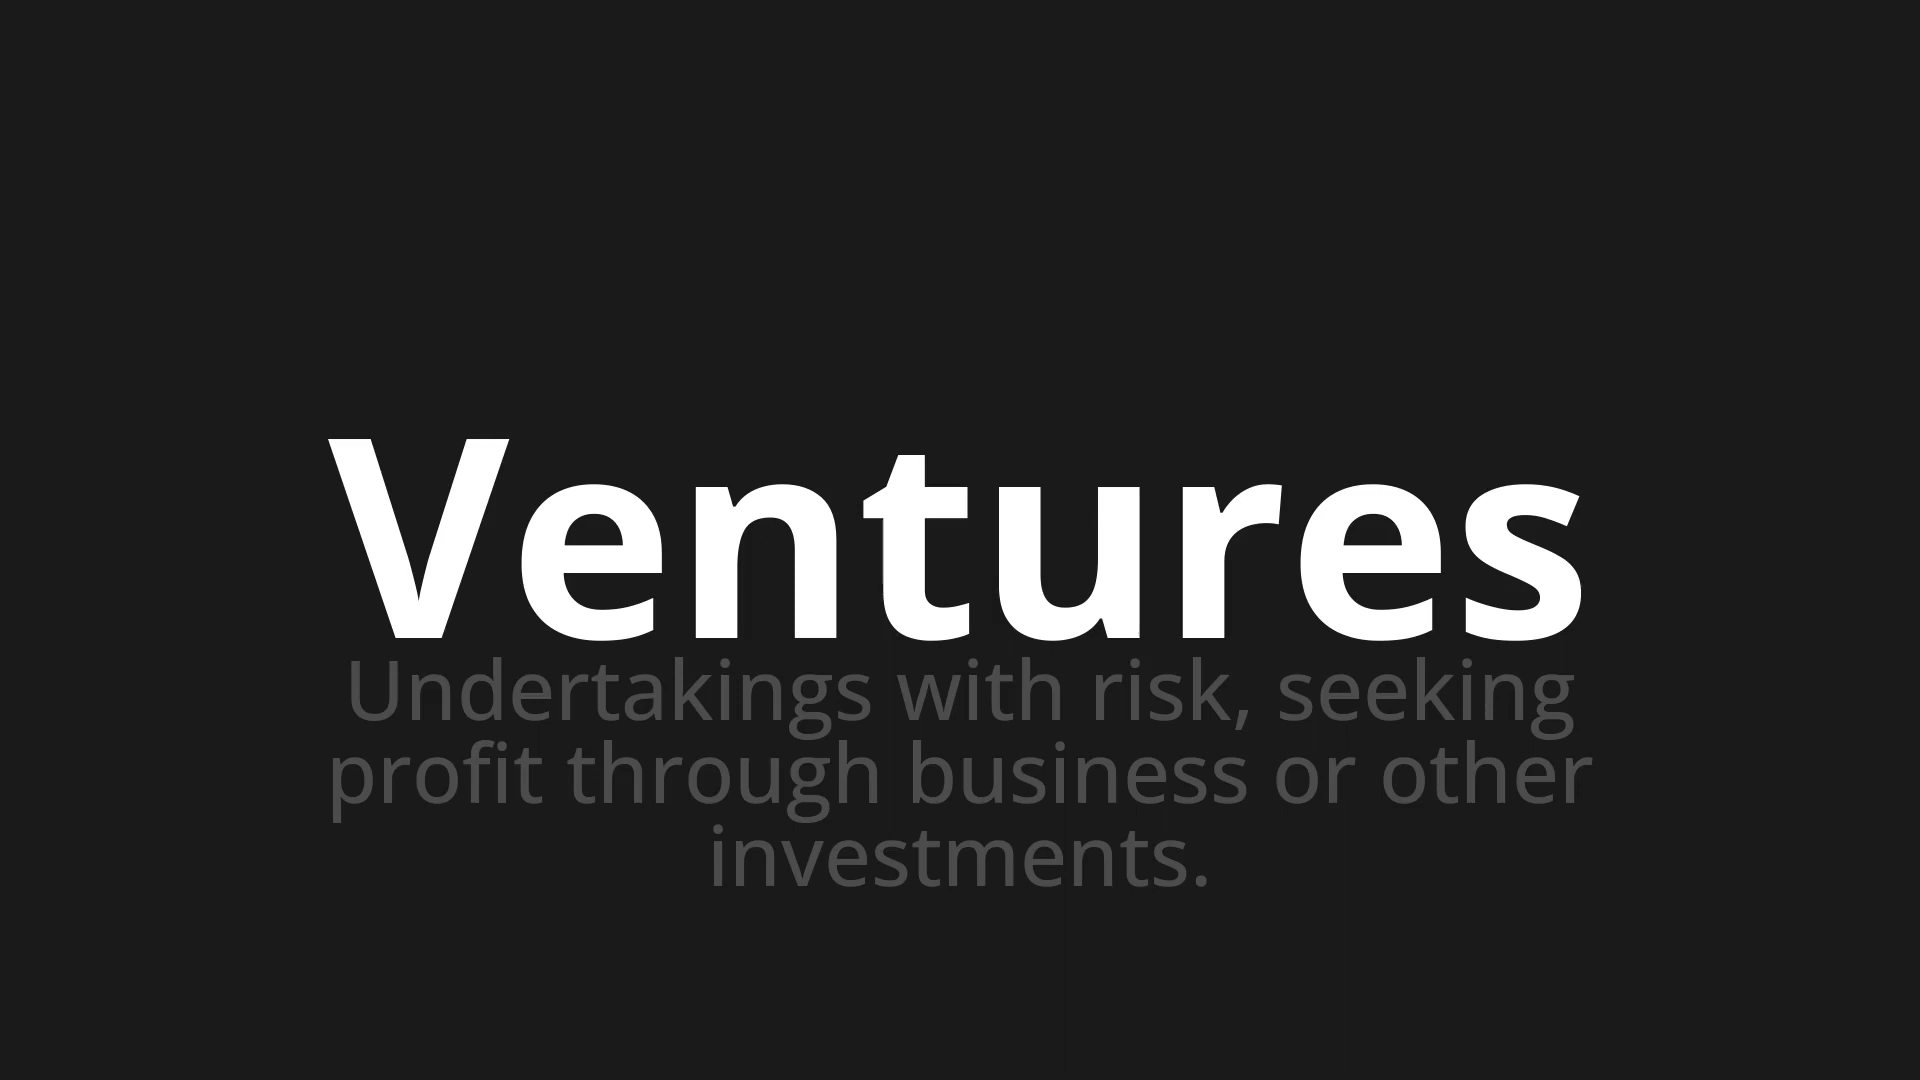 Ventures
Undertakings with risk, seeking
profit through business or other
investments.